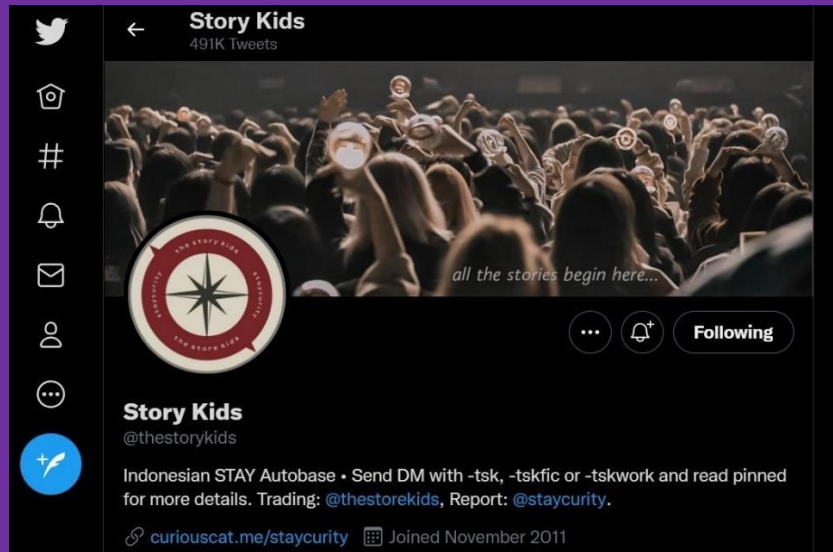 Story Kids
491K Tweets
the story kids
staycurity
staycurity
the store kids
all the stories begin here...
Following
Story Kids
@thestorykids
Indonesian STAY Autobase • Send DM with -tsk, -tskfic or -tskwork and read pinned
for more details. Trading: @thestorekids, Report: @staycurity.
curiouscat.me/staycurity Joined November 2011